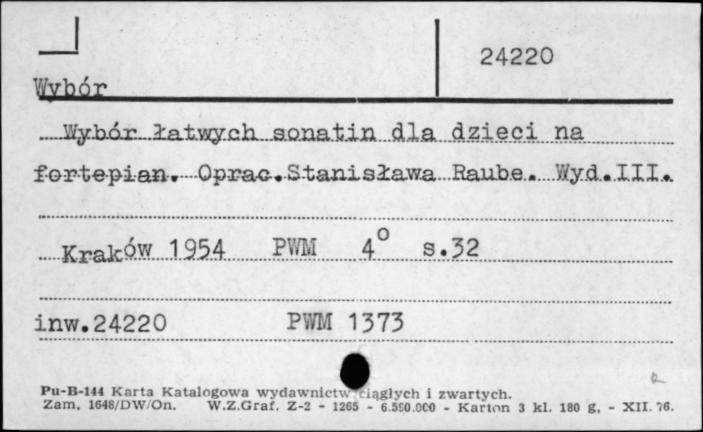 24220
Wybór
Wybór łatwych sonatin dla dzieci na
fortepian. Oprac.Stanisława Raube. Wyd.III.
Kraków 1954 PWM 4° s.32
inw.24220 PWM 1373
Pu-B-144 Karta Katalogowa wydawnictw ciągłych i zwartych.
Zam. 1648/DW/On. W.Z.Graf. Z-2 - 1265 - 6.550.000 - Karton 3 kl. 180 g, - XII. 76.